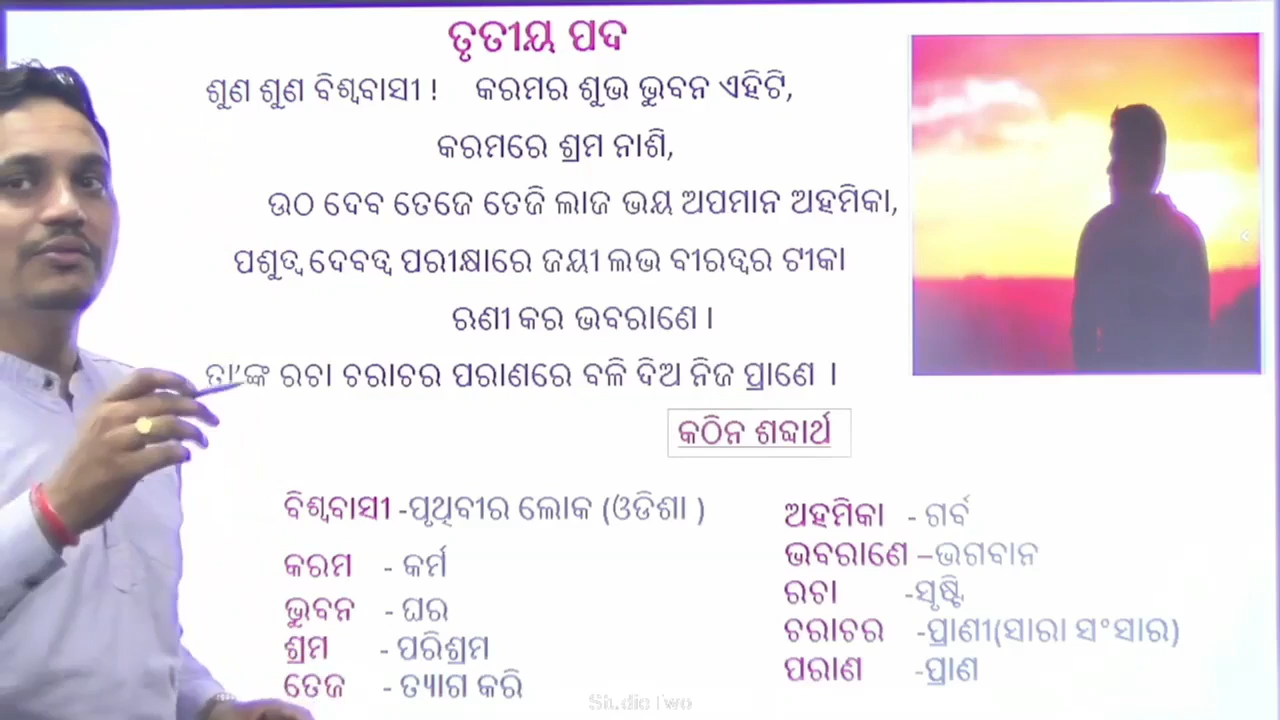 ତୃତୀୟ ପଦ
ଶୁଣ ଶୁଣ ବିଶ୍ୱବାସୀ ! କରମର ଶୁଭ ଭୁବନ ଏହିଟି,
କରମରେ ଶ୍ରମ ନାଶି,
ଉଠ ଦେବ ତେଜେ ତେଜି ଲାଜ ଭୟ ଅପମାନ ଅହମିକା,
ପଶୁତ୍ୱ ଦେବତ୍ୱ ପରୀକ୍ଷାରେ ଜୟୀ ଲଭ ବୀରତ୍ୱର ଟୀକା
ଋଣୀ କର ଭବରାଣେ ।
ତା'ଙ୍କ ରଚା ଚରାଚର ପରାଣରେ ବଳି ଦିଅ ନିଜ ପ୍ରାଣେ ।
କଠିନ ଶବ୍ଦାର୍ଥ
ବିଶ୍ୱବାସୀ -ପୃଥିବୀର ଲୋକ (ଓଡିଶା )
କରମ - କର୍ମ
ଭୁବନ - ଘର
ଶ୍ରମ - ପରିଶ୍ରମ
ତେଜ - ତ୍ୟାଗ କରି
ଅହମିକା - ଗର୍ବ
ଭବରାଣେ –ଭଗବାନ
ରଚା -ସୃଷ୍ଟି
ଚରାଚର -ପ୍ରାଣୀ(ସାରା ସଂସାର)
ପରାଣ -ପ୍ରାଣ